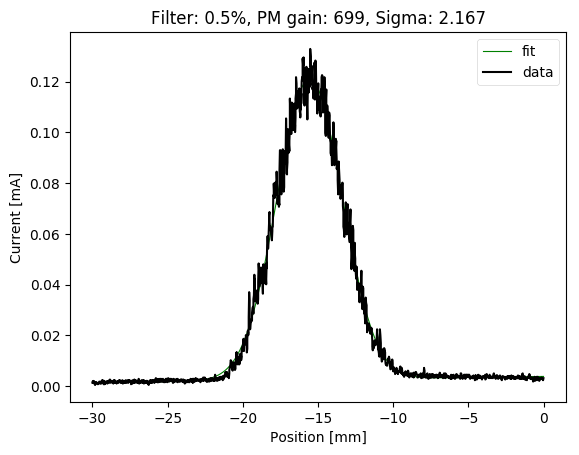 Filter: 0.5%, PM gain: 699, Sigma: 2.167
fit
data
0.12
0.10
0.08
0.06
0.04
0.02
0.00
Current [mA]
−30
−25
−20
−15
−10
−5
0
Position [mm]